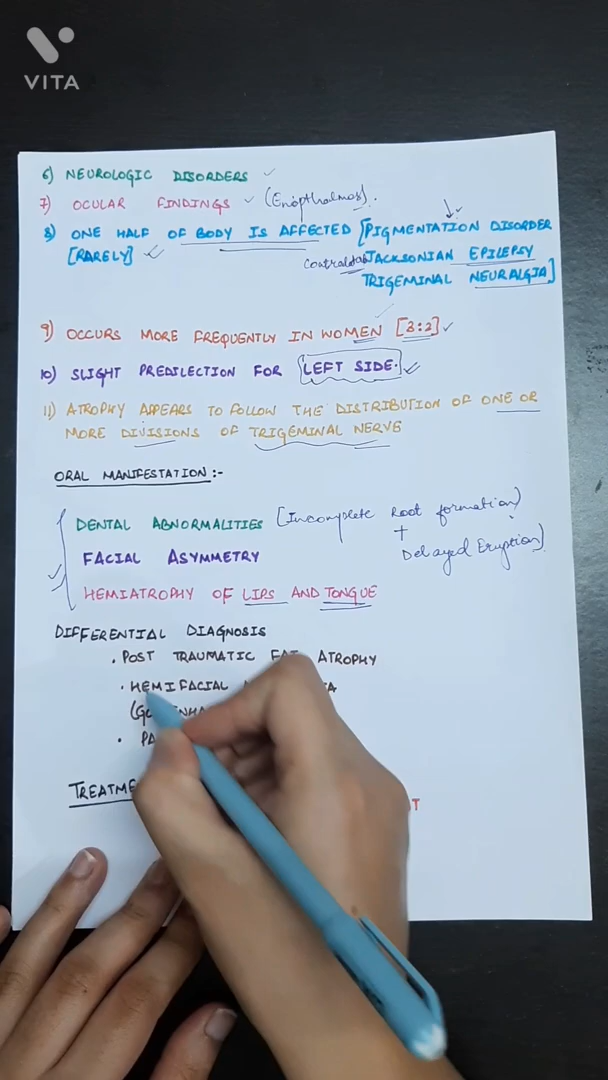 VITA
6) NEUROLOGIC DISORDERS
7) OCULAR FINDINGS (Enopthalmos).
8) ONE HALF OF BODY IS AFFECTED [PIGMENTATION DISORDER
[RARELY] JACKSONIAN EPILEPSY
TRIGEMINAL NEURALGIA]
9) OCCURS MORE FREQUENTLY IN WOMEN [3:2]
10) SLIGHT PREDILECTION FOR LEFT SIDE.
11) ATROPHY APPEARS TO FOLLOW THE DISTRIBUTION OF ONE OR
MORE DIVISIONS OF TRIGEMINAL NERVE
ORAL MANIFESTATION :-
DENTAL ABNORMALITIES [Incomplete Root formation)
+
Delayed Eruption).
FACIAL ASYMMETRY
HEMIATROPHY OF LIPS AND TONGUE
DIFFERENTIAL DIAGNOSIS
. POST TRAUMATIC ATROPHY
. HEMIFACIAL